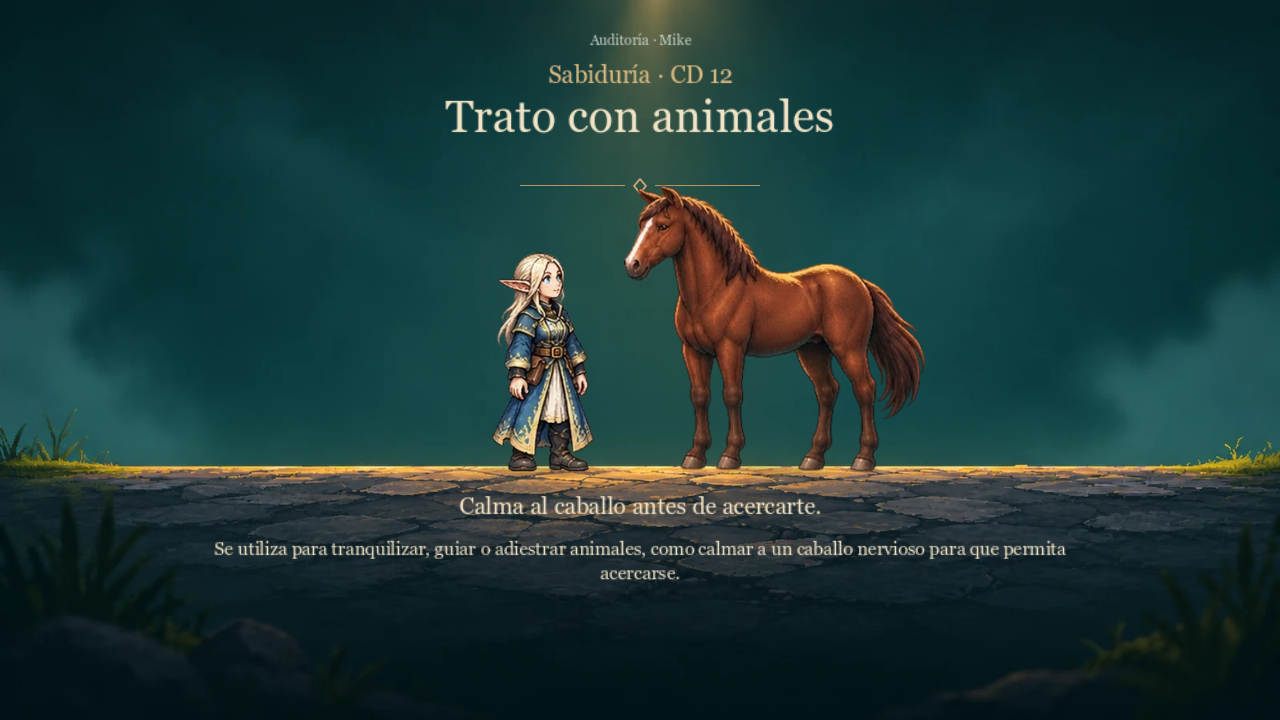 Auditoría · Mike
Sabiduría · CD 12
Trato con animales
Calma al caballo antes de acercarte.
Se utiliza para tranquilizar, guiar o adiestrar animales, como calmar a un caballo nervioso para que permita
acercarse.